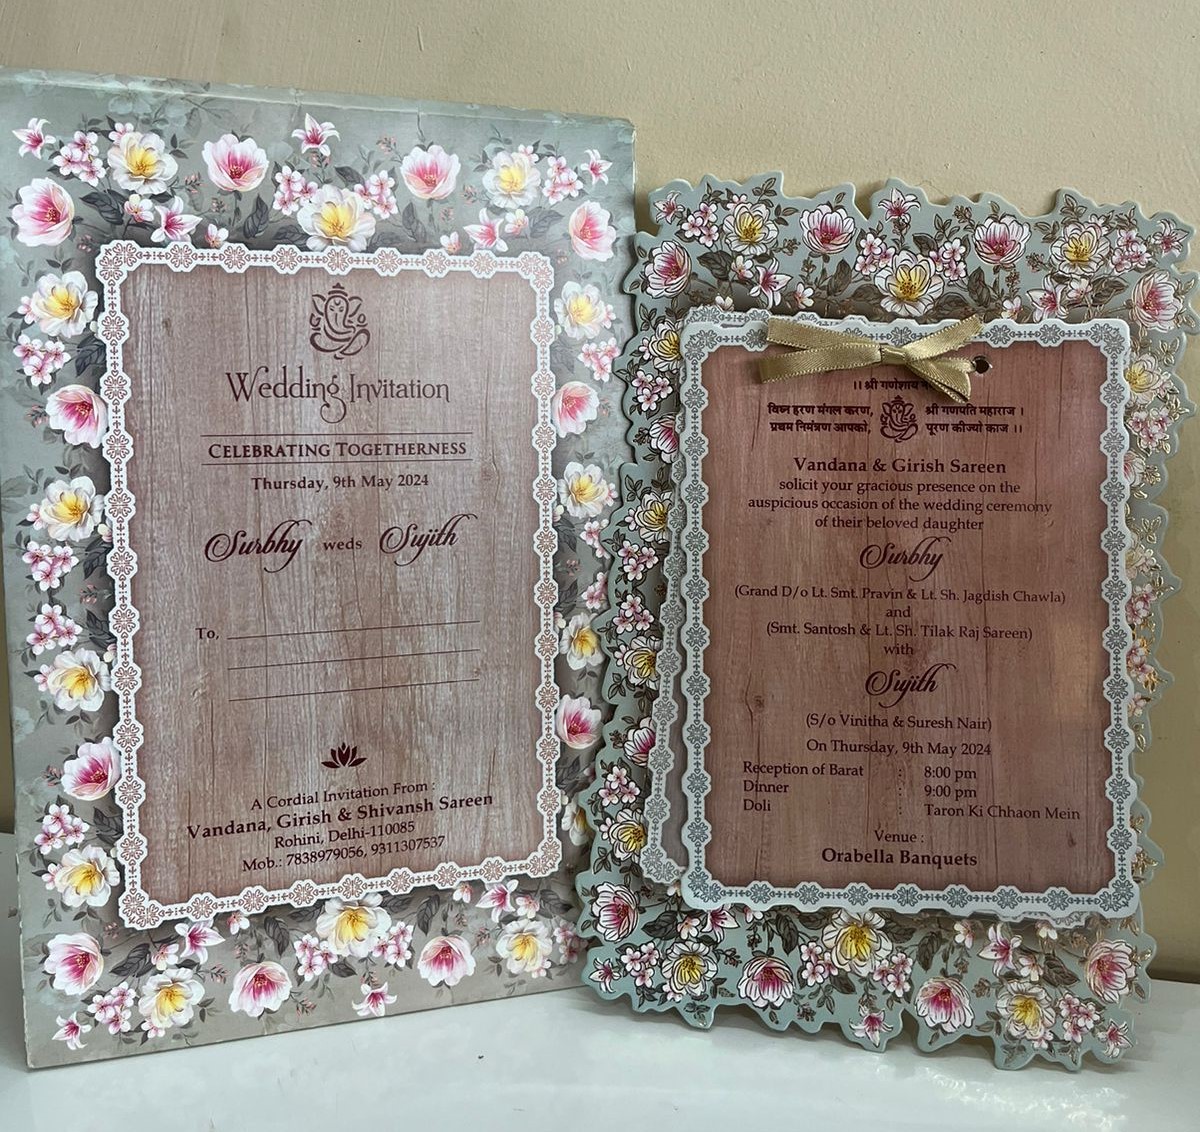 Wedding Invitation
CELEBRATING TOGETHERNESS
Thursday, 9th May 2024
Surbhy weds Sujith
To,
A Cordial Invitation From :
Vandana, Girish & Shivansh Sareen
Rohini, Delhi-110085
Mob.: 7838979056, 9311307537
।। श्री गणेशाय
विघ्न हरण मंगल करण, श्री गणपति महाराज ।
प्रथम निमंत्रण आपको, पूरण कीज्यो काज ।।
Vandana & Girish Sareen
solicit your gracious presence on the
auspicious occasion of the wedding ceremony
of their beloved daughter
Surbhy
(Grand D/o Lt. Smt. Pravin & Lt. Sh. Jagdish Chawla)
and
(Smt. Santosh & Lt. Sh. Tilak Raj Sareen)
with
Sujith
(S/o Vinitha & Suresh Nair)
On Thursday, 9th May 2024
Reception of Barat : 8:00 pm
Dinner : 9:00 pm
Doli : Taron Ki Chhaon Mein
Venue :
Orabella Banquets